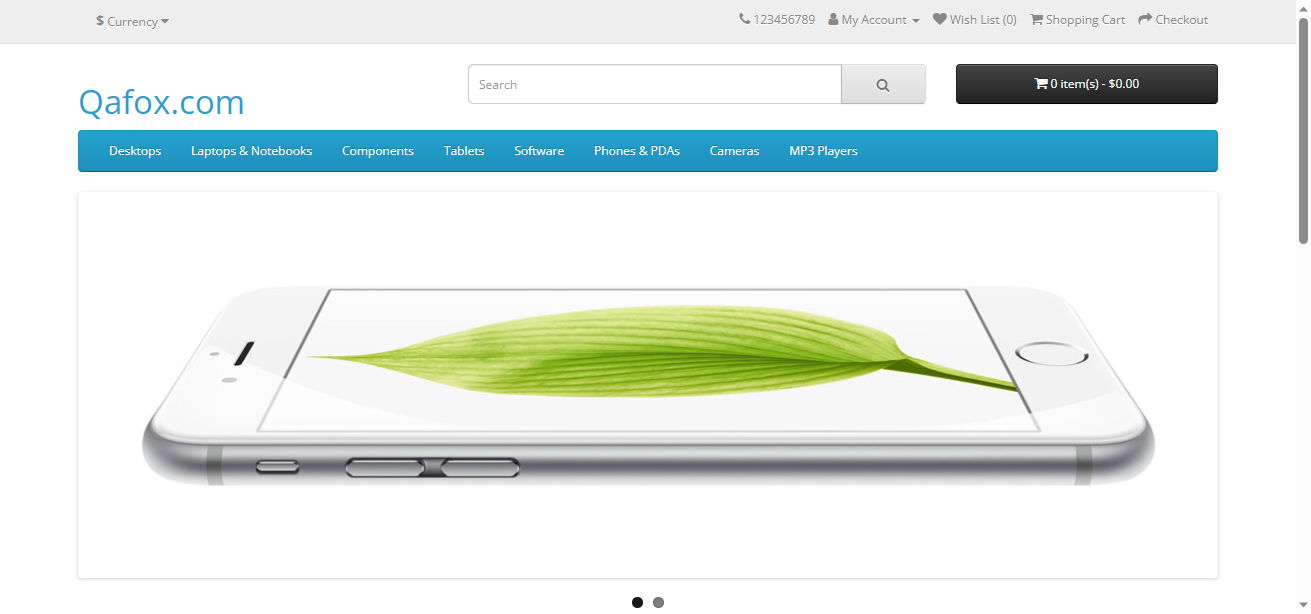 $ Currency
123456789 My Account Wish List (0) Shopping Cart Checkout
Qafox.com
Search
0 item(s) - $0.00
Desktops Laptops & Notebooks Components Tablets Software Phones & PDAs Cameras MP3 Players